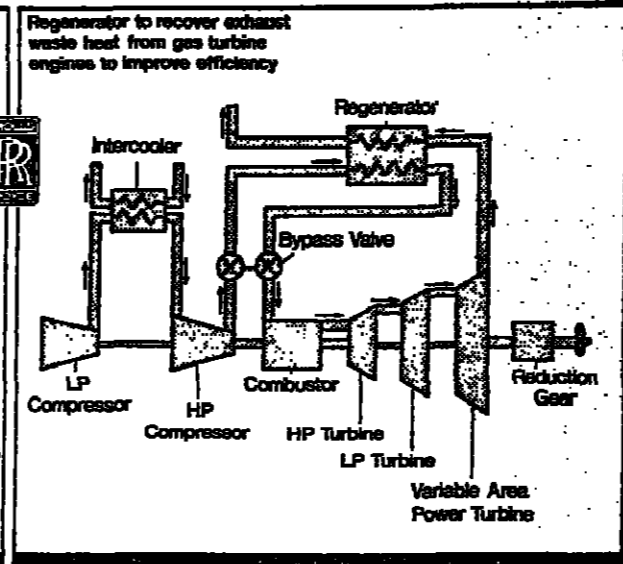 Regenerator to recover exhaust
waste heat from gas turbine
engines to improve efficiency
Regenerator
Intercooler
Bypass Valve
LP
Compressor
HP
Compressor
Combustor
HP Turbine
LP Turbine
Variable Area
Power Turbine
Reduction
Gear